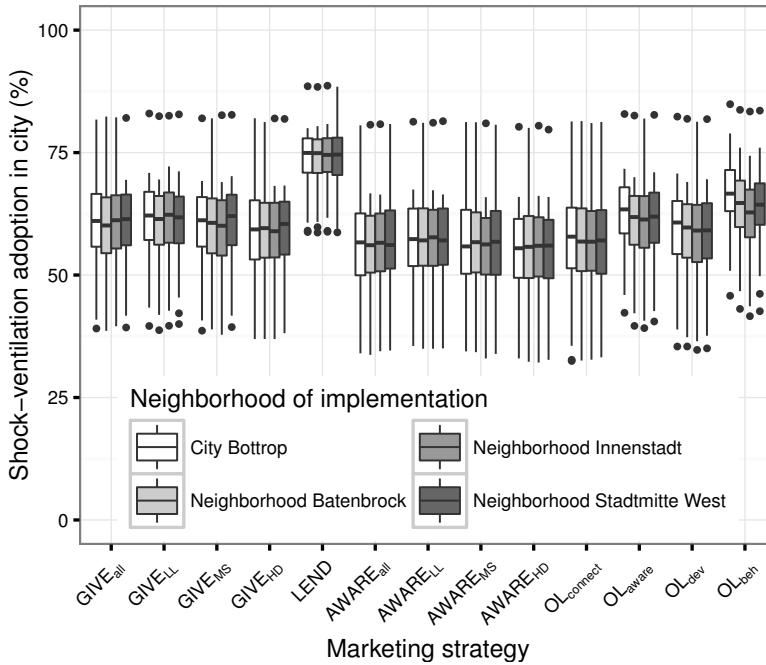 Shock−ventilation adoption in city (%)
100
75
50
25
0
Neighborhood of implementation
City Bottrop
Neighborhood Innenstadt
Neighborhood Batenbrock
Neighborhood Stadtmitte West
GIVEall
GIVELL
GIVEMS
GIVEHD
LEND
AWAREall
AWARELL
AWAREMS
AWAREHD
OLconnect
OLaware
OLdev
OLbeh
Marketing strategy